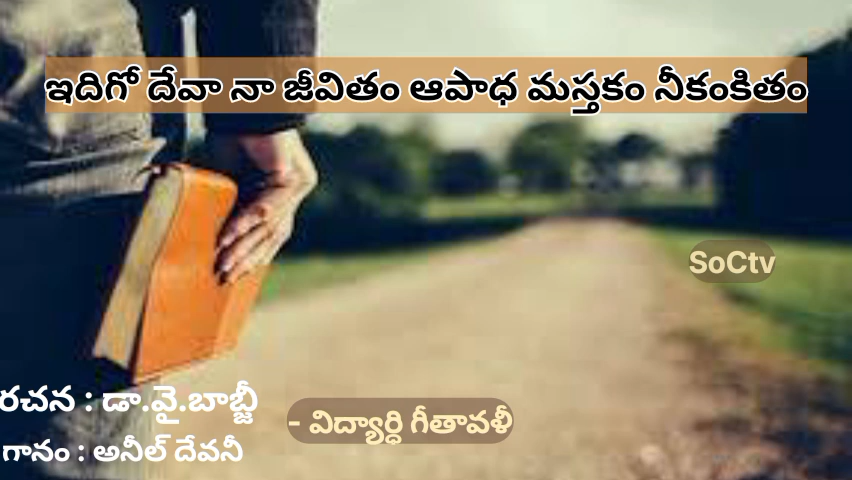 ఇదిగో దేవా నా జీవితం ఆపాధ మస్తకం నీకంకితం
SoCtv
రచన : డా.వై.బాబ్జీ
- విద్యార్ధి గీతావళీ
గానం : అనీల్ దేవనీ